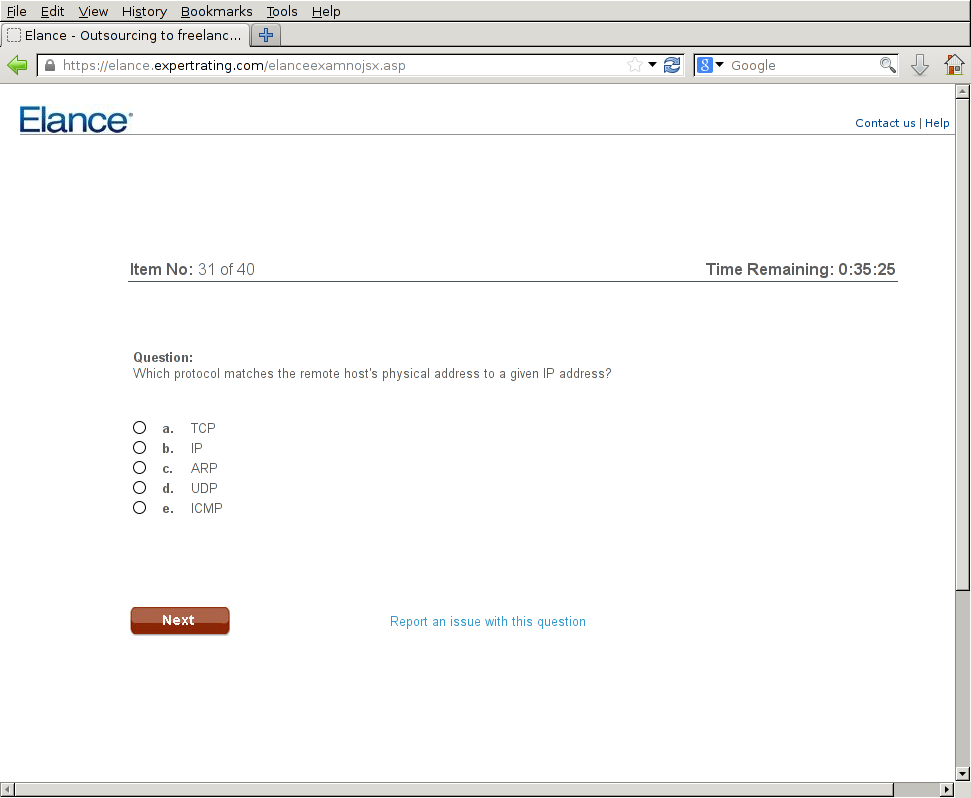 File Edit View History Bookmarks Tools Help
Elance - Outsourcing to freelanc...
https://elance.expertrating.com/elanceexamnojsx.asp
8 Google
Elance
Contact us | Help
Item No: 31 of 40
Time Remaining: 0:35:25
Question:
Which protocol matches the remote host's physical address to a given IP address?
a. TCP
b. IP
c. ARP
d. UDP
e. ICMP
Next
Report an issue with this question